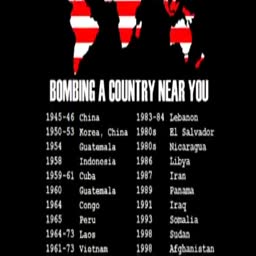 BOMBING A COUNTRY NEAR YOU
1945-46 China
1950-53 Korea, China
1954 Guatemala
1958 Indonesia
1959-61 Cuba
1960 Guatemala
1964 Congo
1965 Peru
1964-73 Laos
1961-73 Vietnam
1983-84 Lebanon
1980s El Salvador
1980s Nicaragua
1986 Libya
1987 Iran
1989 Panama
1991 Iraq
1993 Somalia
1998 Sudan
1998 Afghanistan